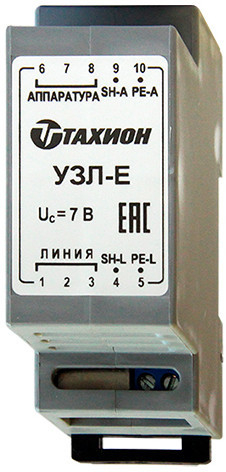 6 7 8 9 10
АППАРАТУРА SH-A PE-A
ТАХИОН
УЗЛ-Е
Uc = 7 В EAC
ЛИНИЯ SH-L PE-L
1 2 3 4 5